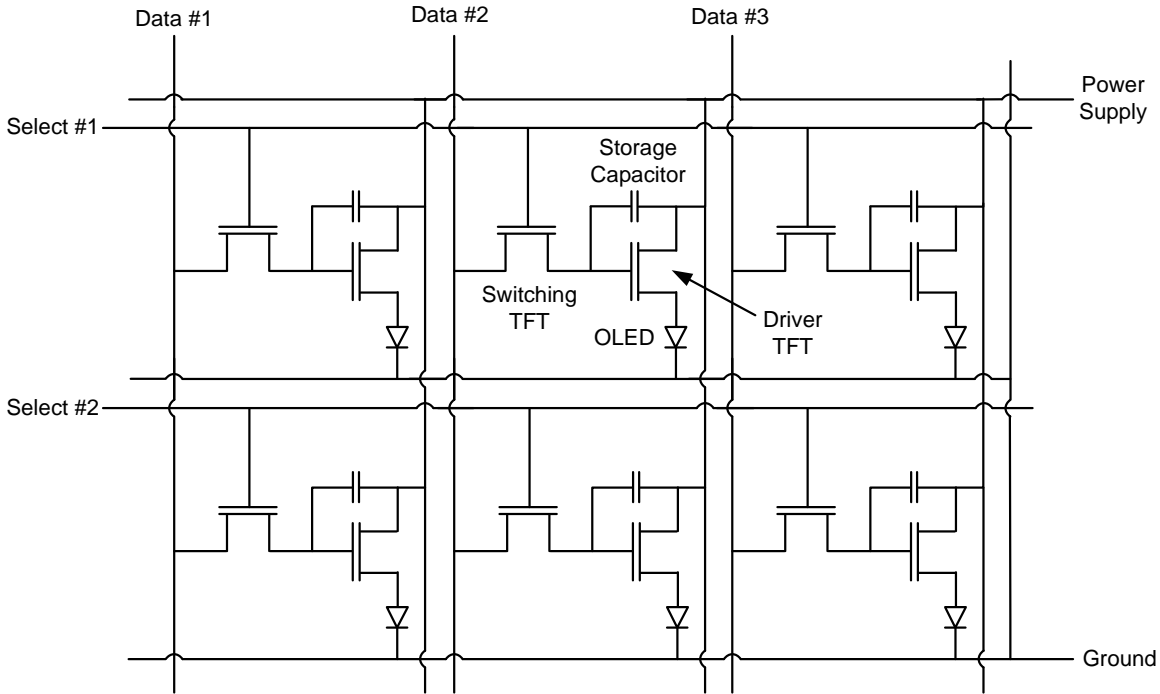 Data #1
Data #2
Data #3
Power
Supply
Select #1
Storage
Capacitor
Switching
TFT
OLED
Driver
TFT
Select #2
Ground